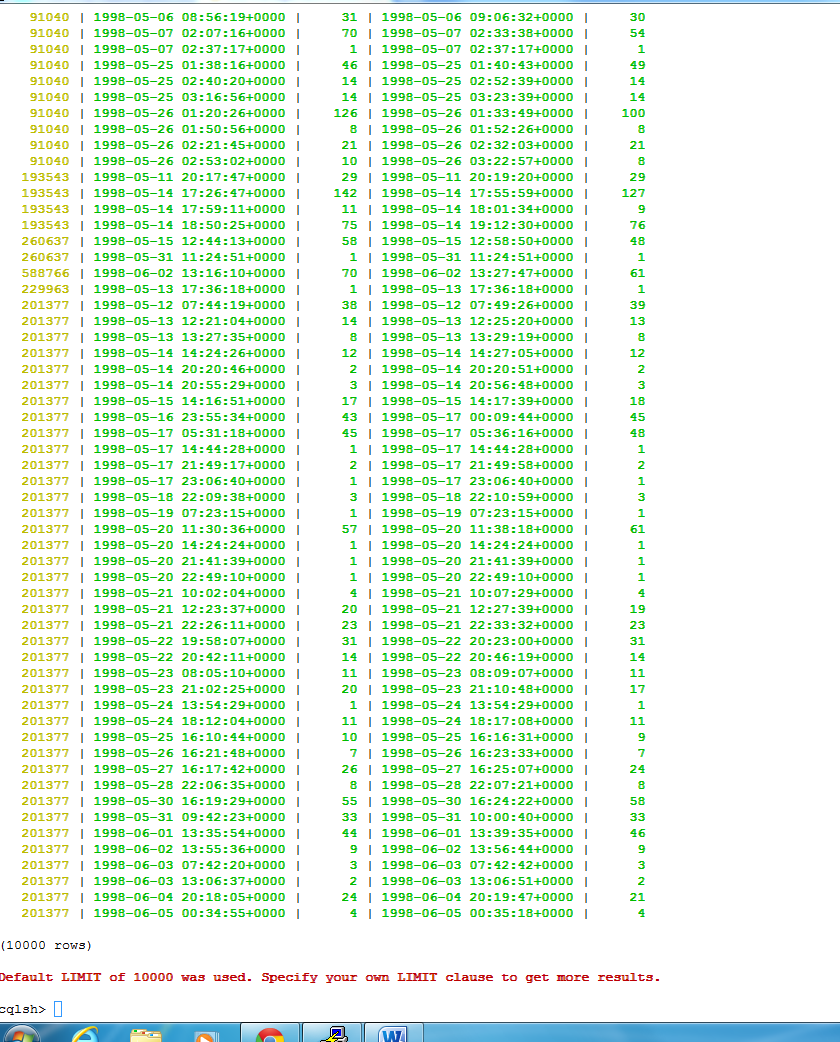 91040 | 1998-05-06 08:56:19+0000 | 31 | 1998-05-06 09:06:32+0000 | 30
91040 | 1998-05-07 02:07:16+0000 | 70 | 1998-05-07 02:33:38+0000 | 54
91040 | 1998-05-07 02:37:17+0000 | 1 | 1998-05-07 02:37:17+0000 | 1
91040 | 1998-05-25 01:38:16+0000 | 46 | 1998-05-25 01:40:43+0000 | 49
91040 | 1998-05-25 02:40:20+0000 | 14 | 1998-05-25 02:52:39+0000 | 14
91040 | 1998-05-25 03:16:56+0000 | 14 | 1998-05-25 03:23:39+0000 | 14
91040 | 1998-05-26 01:20:26+0000 | 126 | 1998-05-26 01:33:49+0000 | 100
91040 | 1998-05-26 01:50:56+0000 | 8 | 1998-05-26 01:52:26+0000 | 8
91040 | 1998-05-26 02:21:45+0000 | 21 | 1998-05-26 02:32:03+0000 | 21
91040 | 1998-05-26 02:53:02+0000 | 10 | 1998-05-26 03:22:57+0000 | 8
193543 | 1998-05-11 20:17:47+0000 | 29 | 1998-05-11 20:19:20+0000 | 29
193543 | 1998-05-14 17:26:47+0000 | 142 | 1998-05-14 17:55:59+0000 | 127
193543 | 1998-05-14 17:59:11+0000 | 11 | 1998-05-14 18:01:34+0000 | 9
193543 | 1998-05-14 18:50:25+0000 | 75 | 1998-05-14 19:12:30+0000 | 76
260637 | 1998-05-15 12:44:13+0000 | 58 | 1998-05-15 12:58:50+0000 | 48
260637 | 1998-05-31 11:24:51+0000 | 1 | 1998-05-31 11:24:51+0000 | 1
588766 | 1998-06-02 13:16:10+0000 | 70 | 1998-06-02 13:27:47+0000 | 61
229963 | 1998-05-13 17:36:18+0000 | 1 | 1998-05-13 17:36:18+0000 | 1
201377 | 1998-05-12 07:44:19+0000 | 38 | 1998-05-12 07:49:26+0000 | 39
201377 | 1998-05-13 12:21:04+0000 | 14 | 1998-05-13 12:25:20+0000 | 13
201377 | 1998-05-13 13:27:35+0000 | 8 | 1998-05-13 13:29:19+0000 | 8
201377 | 1998-05-14 14:24:26+0000 | 12 | 1998-05-14 14:27:05+0000 | 12
201377 | 1998-05-14 20:20:46+0000 | 2 | 1998-05-14 20:20:51+0000 | 2
201377 | 1998-05-14 20:55:29+0000 | 3 | 1998-05-14 20:56:48+0000 | 3
201377 | 1998-05-15 14:16:51+0000 | 17 | 1998-05-15 14:17:39+0000 | 18
201377 | 1998-05-16 23:55:34+0000 | 43 | 1998-05-17 00:09:44+0000 | 45
201377 | 1998-05-17 05:31:18+0000 | 45 | 1998-05-17 05:36:16+0000 | 48
201377 | 1998-05-17 14:44:28+0000 | 1 | 1998-05-17 14:44:28+0000 | 1
201377 | 1998-05-17 21:49:17+0000 | 2 | 1998-05-17 21:49:58+0000 | 2
201377 | 1998-05-17 23:06:40+0000 | 1 | 1998-05-17 23:06:40+0000 | 1
201377 | 1998-05-18 22:09:38+0000 | 3 | 1998-05-18 22:10:59+0000 | 3
201377 | 1998-05-19 07:23:15+0000 | 1 | 1998-05-19 07:23:15+0000 | 1
201377 | 1998-05-20 11:30:36+0000 | 57 | 1998-05-20 11:38:18+0000 | 61
201377 | 1998-05-20 14:24:24+0000 | 1 | 1998-05-20 14:24:24+0000 | 1
201377 | 1998-05-20 21:41:39+0000 | 1 | 1998-05-20 21:41:39+0000 | 1
201377 | 1998-05-20 22:49:10+0000 | 1 | 1998-05-20 22:49:10+0000 | 1
201377 | 1998-05-21 10:02:04+0000 | 4 | 1998-05-21 10:07:29+0000 | 4
201377 | 1998-05-21 12:23:37+0000 | 20 | 1998-05-21 12:27:39+0000 | 19
201377 | 1998-05-21 22:26:11+0000 | 23 | 1998-05-21 22:33:32+0000 | 23
201377 | 1998-05-22 19:58:07+0000 | 31 | 1998-05-22 20:23:00+0000 | 31
201377 | 1998-05-22 20:42:11+0000 | 14 | 1998-05-22 20:46:19+0000 | 14
201377 | 1998-05-23 08:05:10+0000 | 11 | 1998-05-23 08:09:07+0000 | 11
201377 | 1998-05-23 21:02:25+0000 | 20 | 1998-05-23 21:10:48+0000 | 17
201377 | 1998-05-24 13:54:29+0000 | 1 | 1998-05-24 13:54:29+0000 | 1
201377 | 1998-05-24 18:12:04+0000 | 11 | 1998-05-24 18:17:08+0000 | 11
201377 | 1998-05-25 16:10:44+0000 | 10 | 1998-05-25 16:16:31+0000 | 9
201377 | 1998-05-26 16:21:48+0000 | 7 | 1998-05-26 16:23:33+0000 | 7
201377 | 1998-05-27 16:17:42+0000 | 26 | 1998-05-27 16:25:07+0000 | 24
201377 | 1998-05-28 22:06:35+0000 | 8 | 1998-05-28 22:07:21+0000 | 8
201377 | 1998-05-30 16:19:29+0000 | 55 | 1998-05-30 16:24:22+0000 | 58
201377 | 1998-05-31 09:42:23+0000 | 33 | 1998-05-31 10:00:40+0000 | 33
201377 | 1998-06-01 13:35:54+0000 | 44 | 1998-06-01 13:39:35+0000 | 46
201377 | 1998-06-02 13:55:36+0000 | 9 | 1998-06-02 13:56:44+0000 | 9
201377 | 1998-06-03 07:42:20+0000 | 3 | 1998-06-03 07:42:42+0000 | 3
201377 | 1998-06-03 13:06:37+0000 | 2 | 1998-06-03 13:06:51+0000 | 2
201377 | 1998-06-04 20:18:05+0000 | 24 | 1998-06-04 20:19:47+0000 | 21
201377 | 1998-06-05 00:34:55+0000 | 4 | 1998-06-05 00:35:18+0000 | 4
(10000 rows)
Default LIMIT of 10000 was used. Specify your own LIMIT clause to get more results.
cqlsh>
W